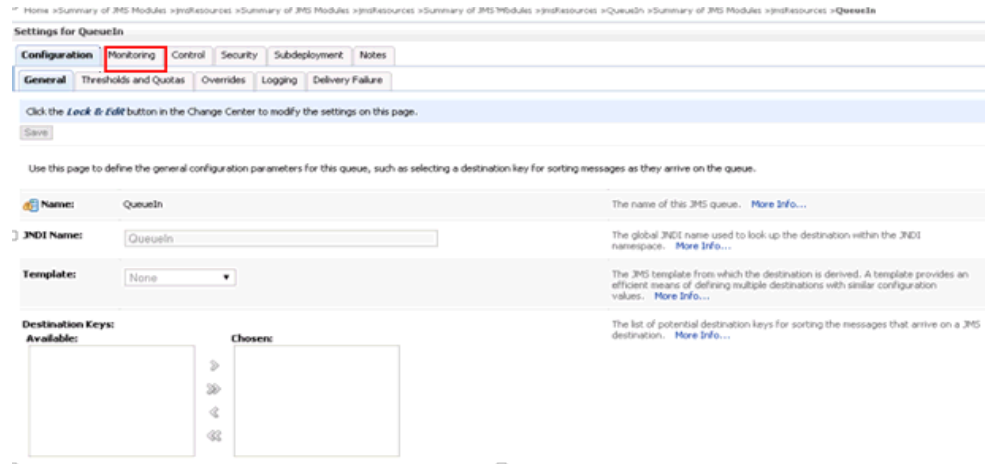 Home >Summary of JMS Modules >jmsResources >Summary of JMS Modules >jmsResources >Summary of JMS Modules >jmsResources >QueueIn >Summary of JMS Modules >jmsResources >QueueIn
Settings for QueueIn
Configuration Monitoring Control Security Subdeployment Notes
General Thresholds and Quotas Overrides Logging Delivery Failure
Click the Lock & Edit button in the Change Center to modify the settings on this page.
Save
Use this page to define the general configuration parameters for this queue, such as selecting a destination key for sorting messages as they arrive on the queue.
Name: QueueIn The name of this JMS queue. More Info...
JNDI Name: QueueIn The global JNDI name used to look up the destination within the JNDI
namespace. More Info...
Template: None The JMS template from which the destination is derived. A template provides an
efficient means of defining multiple destinations with similar configuration
values. More Info...
Destination Keys: The list of potential destination keys for sorting the messages that arrive on a JMS
destination. More Info...
Available: Chosen: